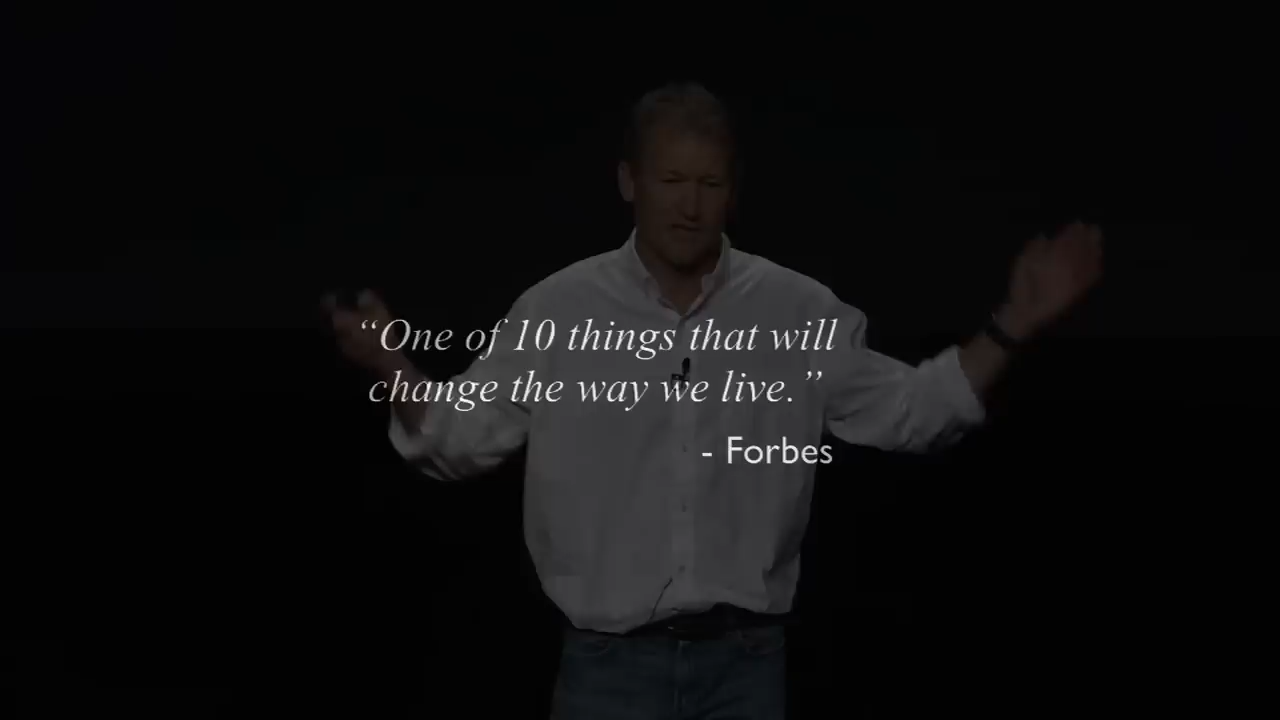 “One of 10 things that will
change the way we live.”
- Forbes